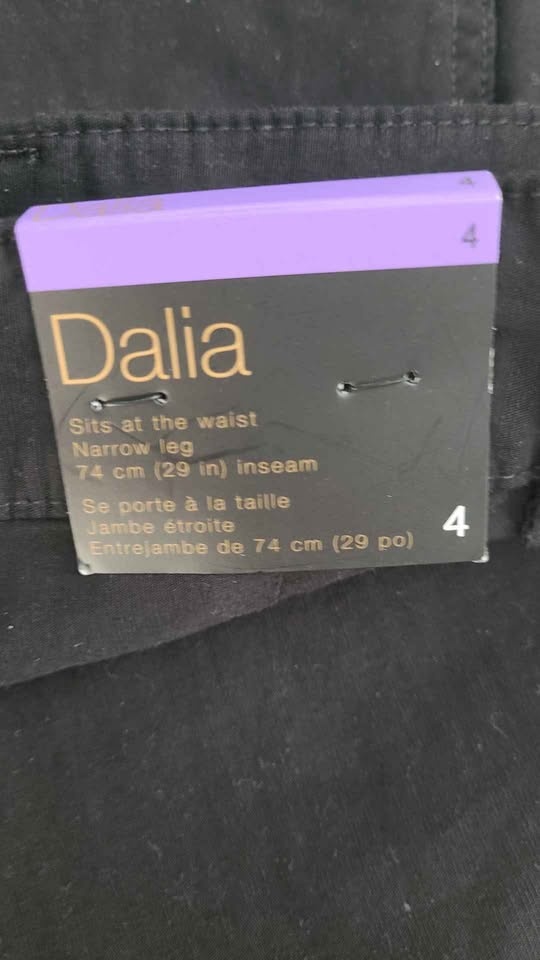 4
4
Dalia
Sits at the waist
Narrow leg
74 cm (29 in) inseam
Se porte à la taille
Jambe étroite
Entrejambe de 74 cm (29 po)
4